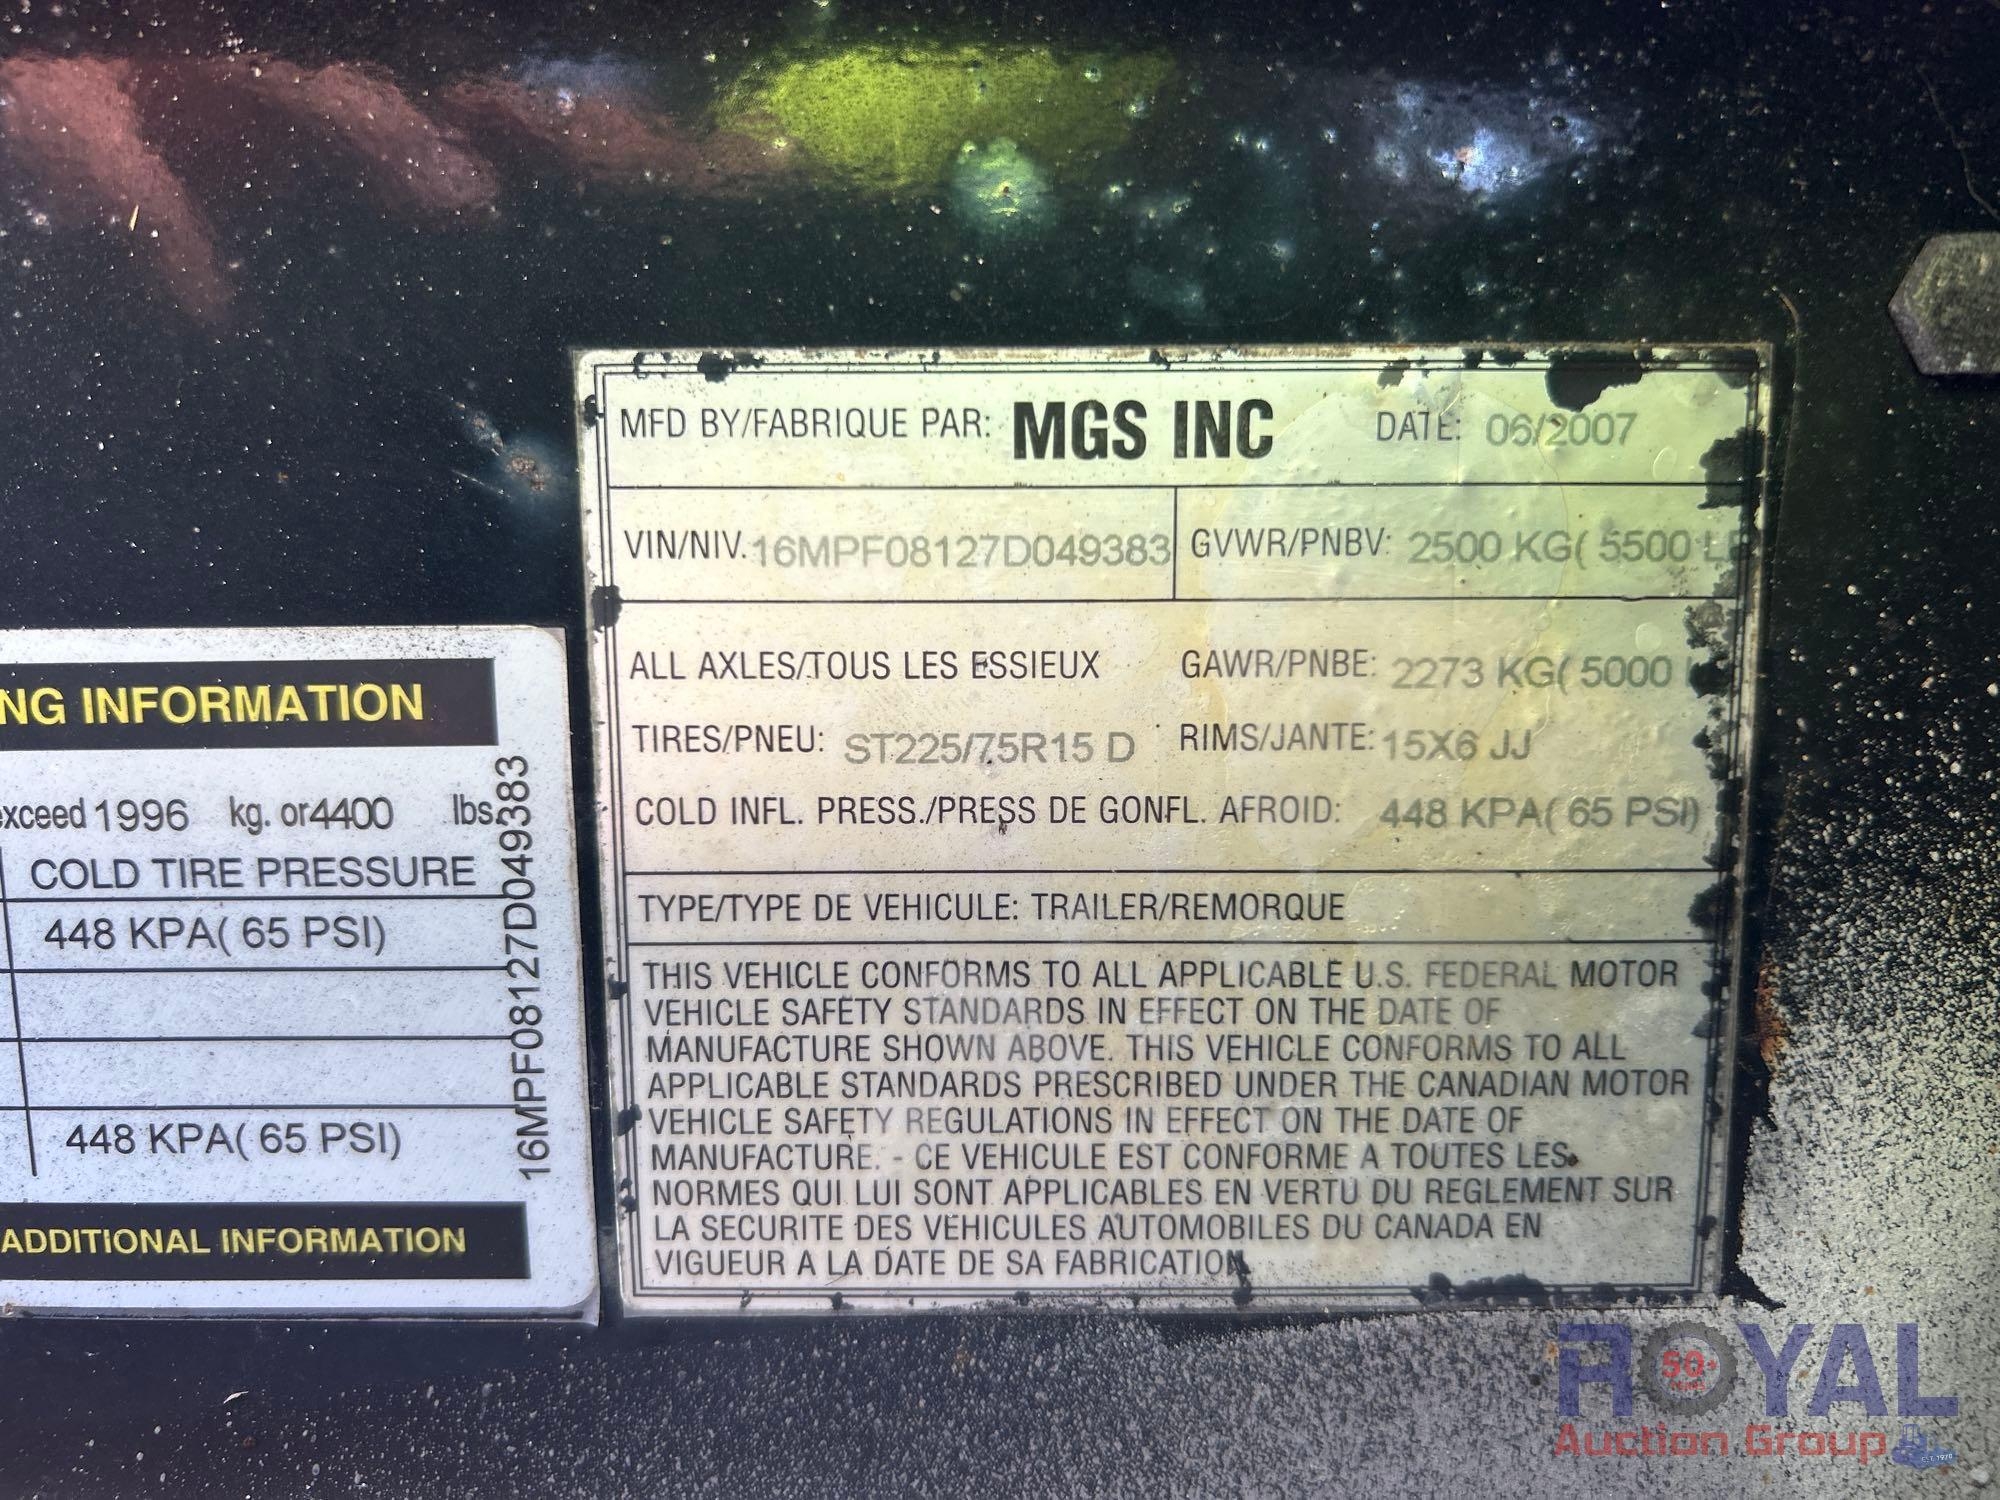 MFD BY/FABRIQUE PAR: MGS INC DATE: 06/2007
VIN/NIV. 16MPF08127D049383 GVWR/PNBV: 2500 KG( 5500 LB
ALL AXLES/TOUS LES ESSIEUX GAWR/PNBE: 2273 KG( 5000
TIRES/PNEU: ST225/75R15 D RIMS/JANTE: 15X6 JJ
COLD INFL. PRESS./PRESS DE GONFL. AFROID: 448 KPA( 65 PSI)
TYPE/TYPE DE VEHICULE: TRAILER/REMORQUE
THIS VEHICLE CONFORMS TO ALL APPLICABLE U.S. FEDERAL MOTOR
VEHICLE SAFETY STANDARDS IN EFFECT ON THE DATE OF
MANUFACTURE SHOWN ABOVE. THIS VEHICLE CONFORMS TO ALL
APPLICABLE STANDARDS PRESCRIBED UNDER THE CANADIAN MOTOR
VEHICLE SAFETY REGULATIONS IN EFFECT ON THE DATE OF
MANUFACTURE. - CE VEHICULE EST CONFORME A TOUTES LES
NORMES QUI LUI SONT APPLICABLES EN VERTU DU REGLEMENT SUR
LA SECURITE DES VEHICULES AUTOMOBILES DU CANADA EN
VIGUEUR A LA DATE DE SA FABRICATION
NG INFORMATION
exceed 1996 kg. or 4400 lbs.
COLD TIRE PRESSURE
448 KPA( 65 PSI)
448 KPA( 65 PSI)
ADDITIONAL INFORMATION
16MPF08127D049383
ROYAL
50+
Auction Group
EST. 1970